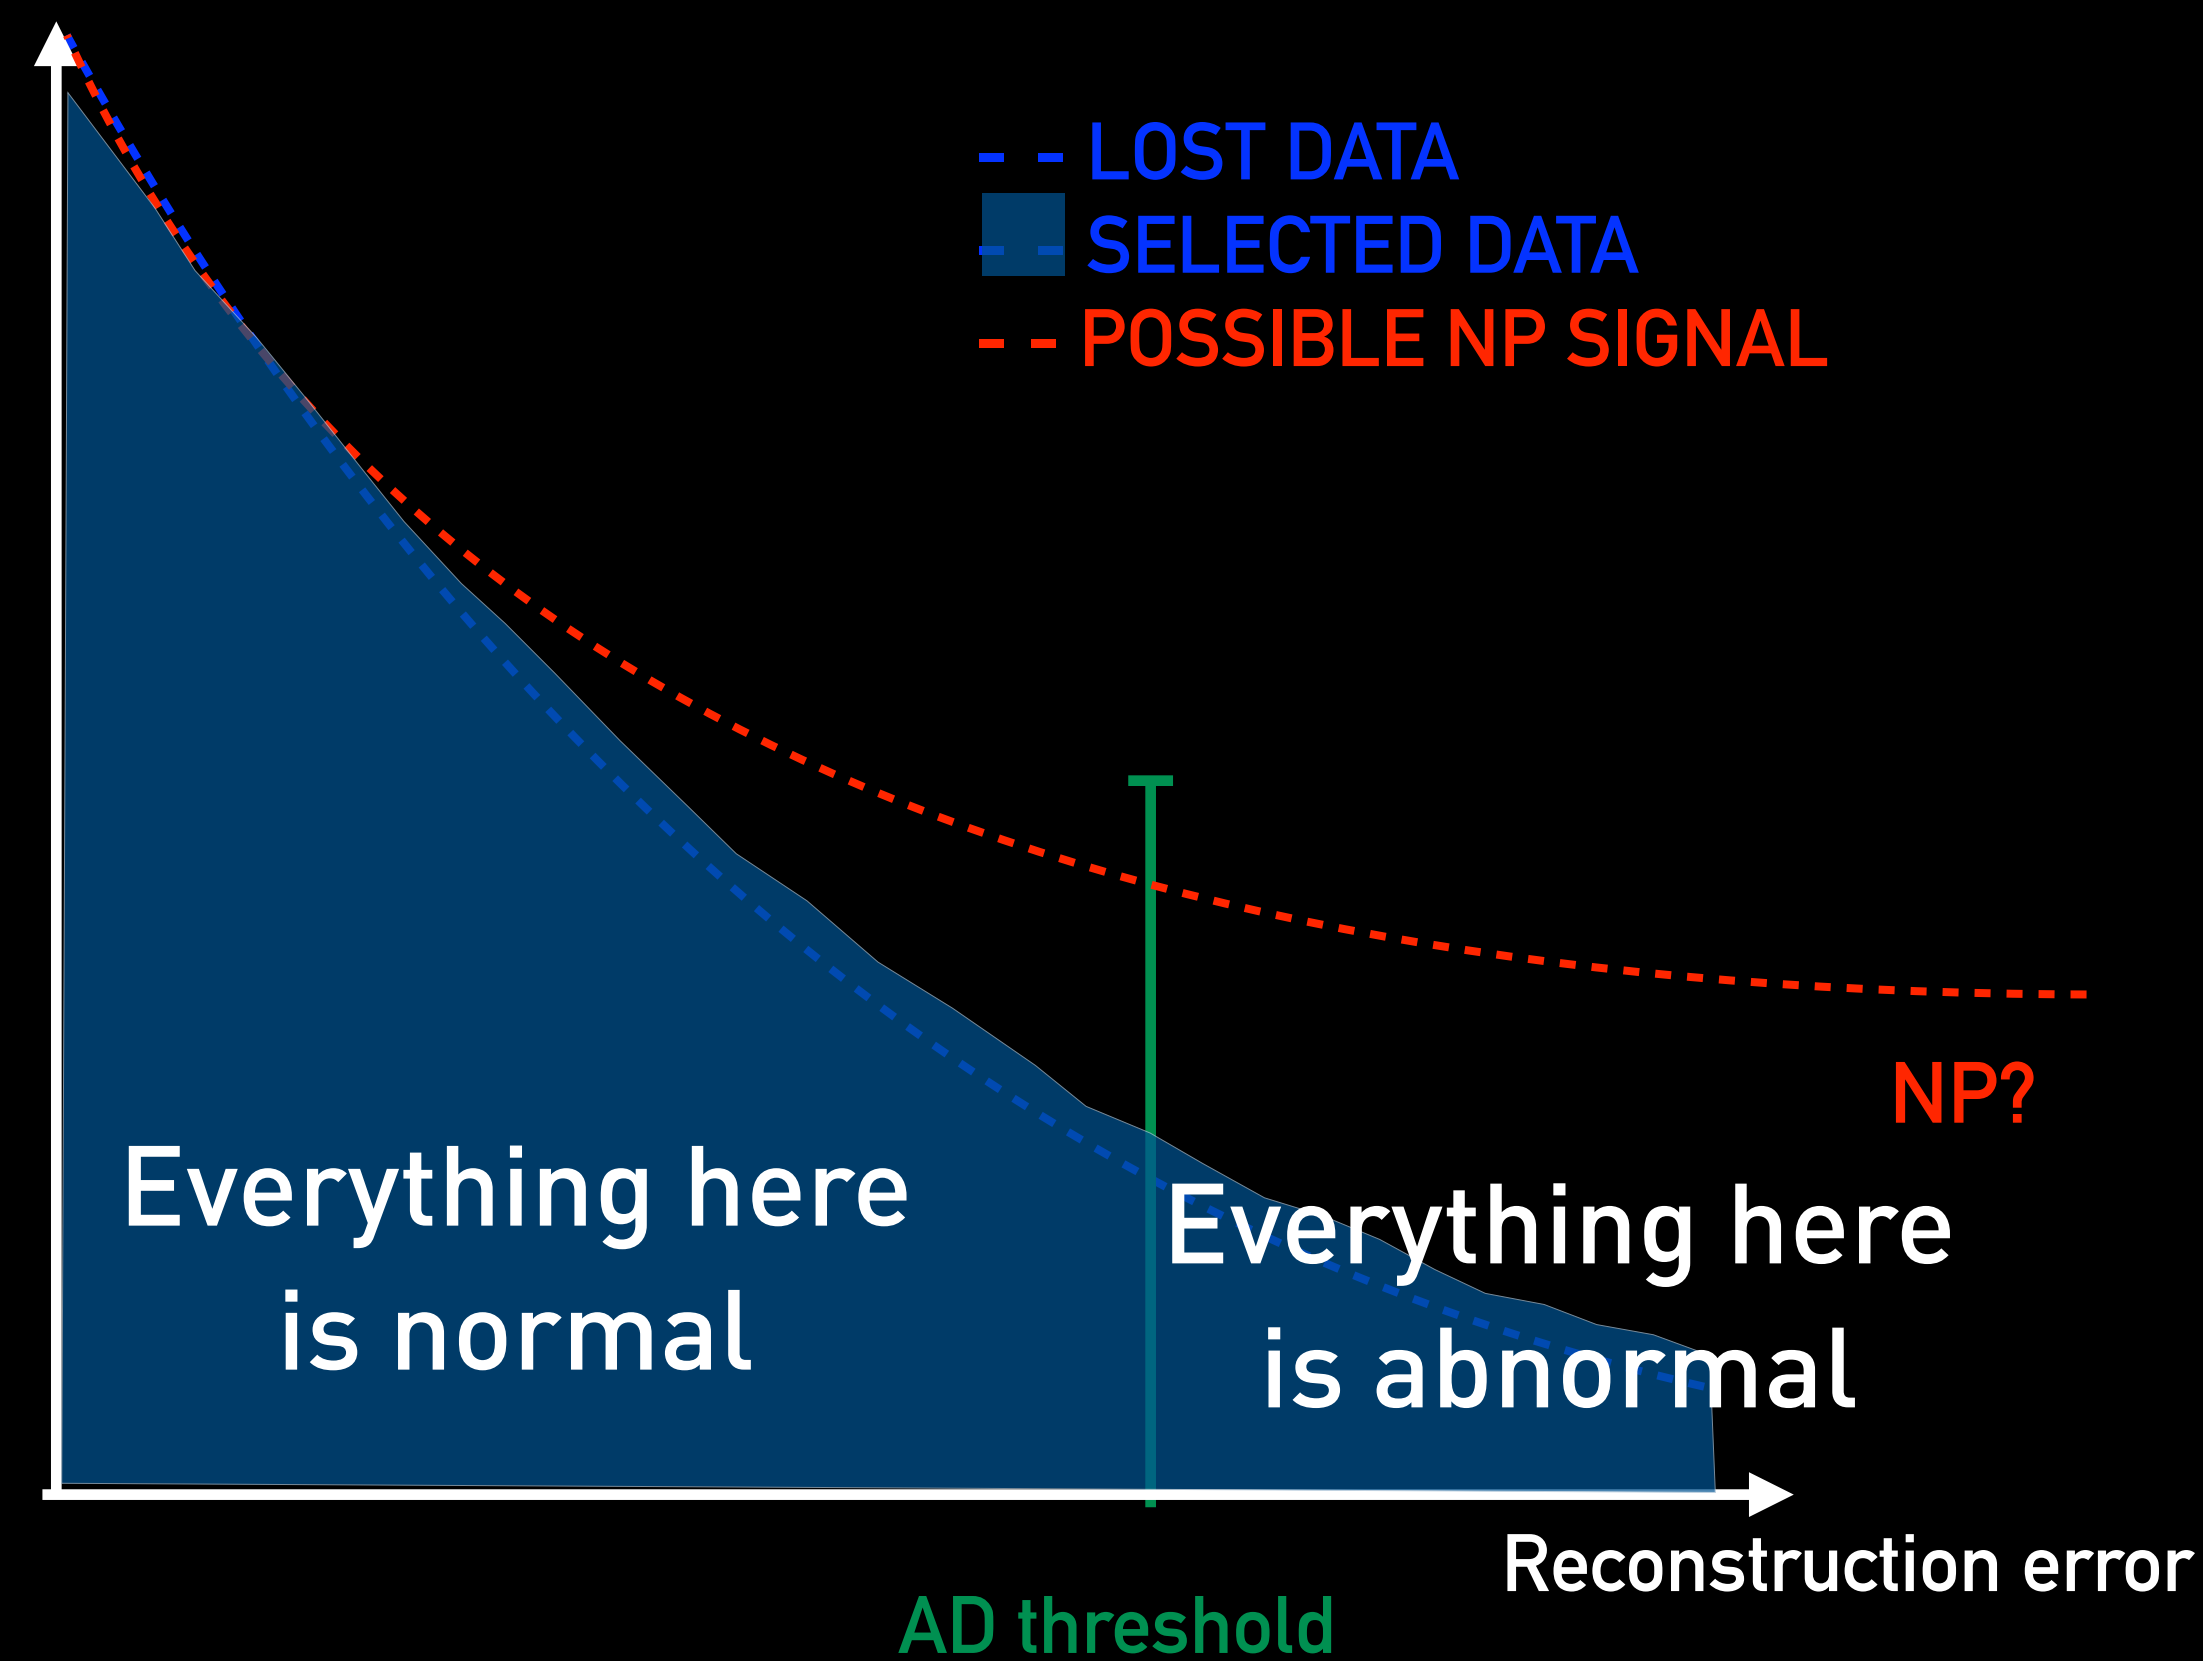 LOST DATA
SELECTED DATA
POSSIBLE NP SIGNAL
NP?
Everything here
is normal
Everything here
is abnormal
Reconstruction error
AD threshold